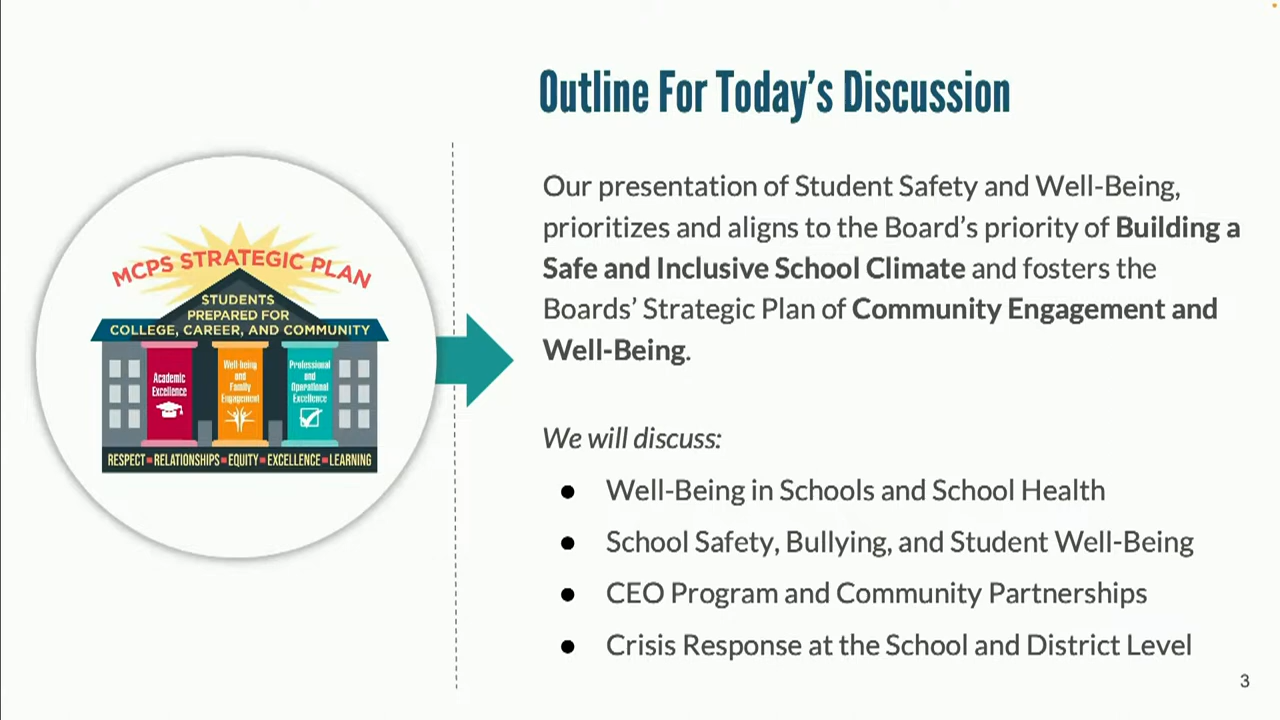 Outline For Today's Discussion
Our presentation of Student Safety and Well-Being,
prioritizes and aligns to the Board's priority of Building a
Safe and Inclusive School Climate and fosters the
Boards' Strategic Plan of Community Engagement and
Well-Being.
We will discuss:
● Well-Being in Schools and School Health
● School Safety, Bullying, and Student Well-Being
● CEO Program and Community Partnerships
● Crisis Response at the School and District Level
MCPS STRATEGIC PLAN
STUDENTS
PREPARED FOR
COLLEGE, CAREER, AND COMMUNITY
Academic
Excellence
Well-being
and
Family
Engagement
Professional
and
Operational
Excellence
RESPECT▪RELATIONSHIPS▪EQUITY▪EXCELLENCE▪LEARNING
3